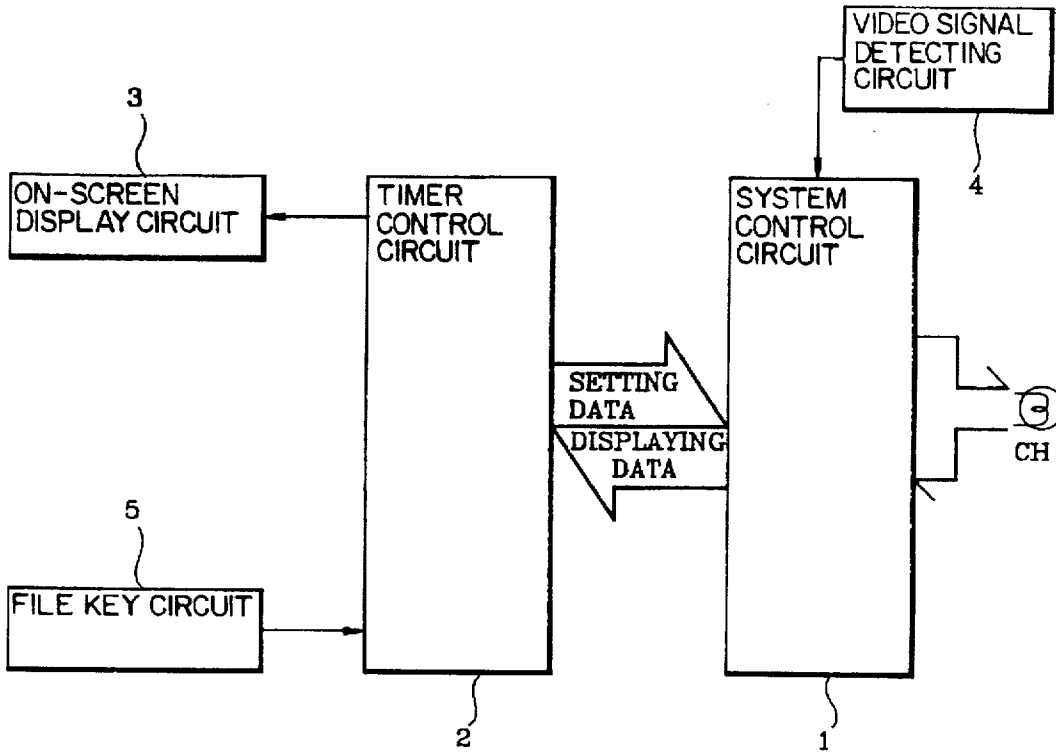 VIDEO SIGNAL
DETECTING
CIRCUIT
4
3
ON-SCREEN
DISPLAY CIRCUIT
TIMER
CONTROL
CIRCUIT
SYSTEM
CONTROL
CIRCUIT
SETTING
DATA
DISPLAYING
DATA
CH
5
FILE KEY CIRCUIT
2
1